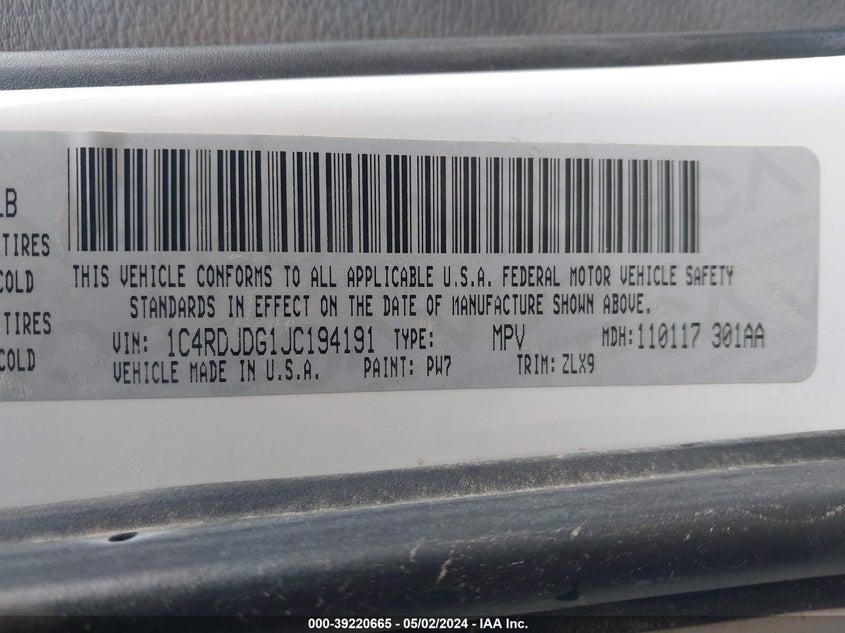 LB
TIRES
COLD
TIRES
COLD
THIS VEHICLE CONFORMS TO ALL APPLICABLE U.S.A. FEDERAL MOTOR VEHICLE SAFETY
STANDARDS IN EFFECT ON THE DATE OF MANUFACTURE SHOWN ABOVE.
VIN: 1C4RDJDG1JC194191 TYPE: MPV MDH: 110117 301AA
VEHICLE MADE IN U.S.A. PAINT: PW7 TRIM: ZLX9
000-39220665 - 05/02/2024 - IAA Inc.